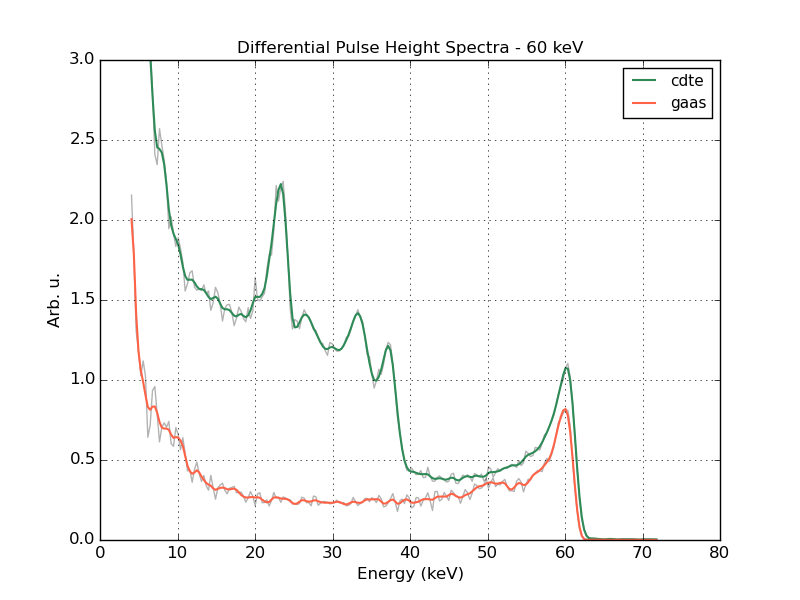 Differential Pulse Height Spectra - 60 keV
cdte
gaas
3.0
2.5
2.0
1.5
1.0
0.5
0.0
Arb. u.
0 10 20 30 40 50 60 70 80
Energy (keV)